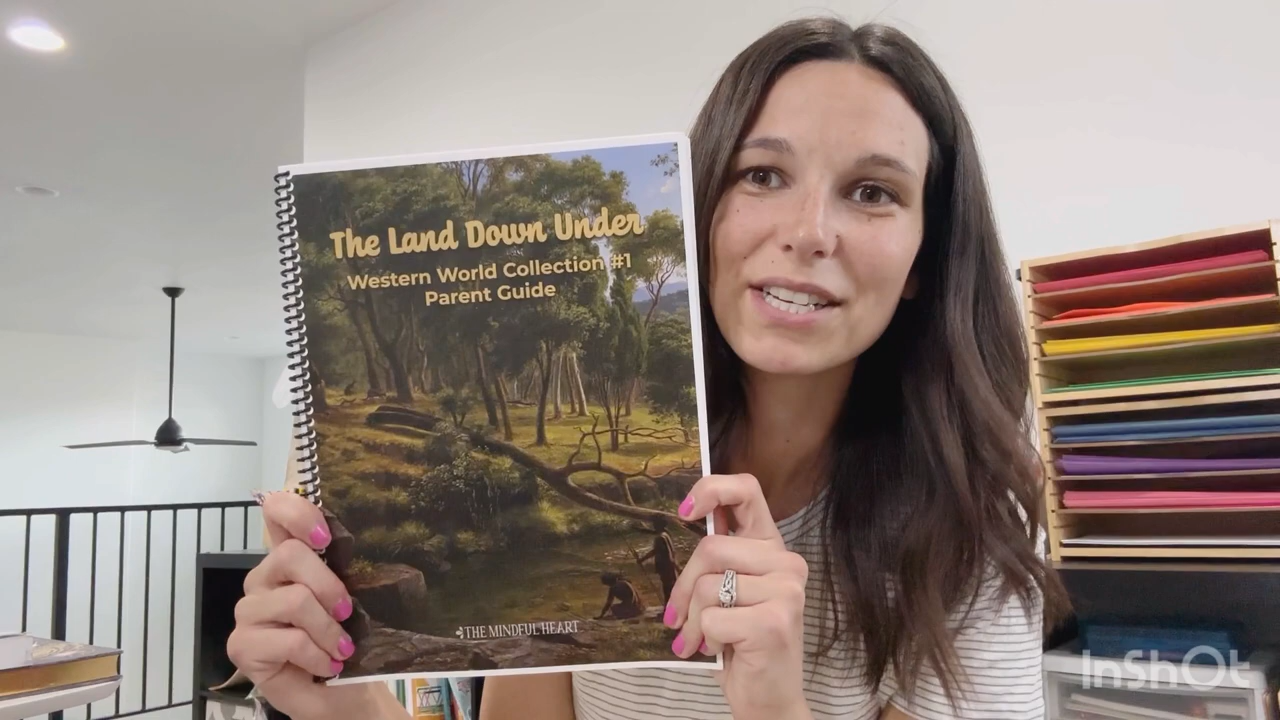 The Land Down Under
Western World Collection #1
Parent Guide
THE MINDFUL HEART
InShOt